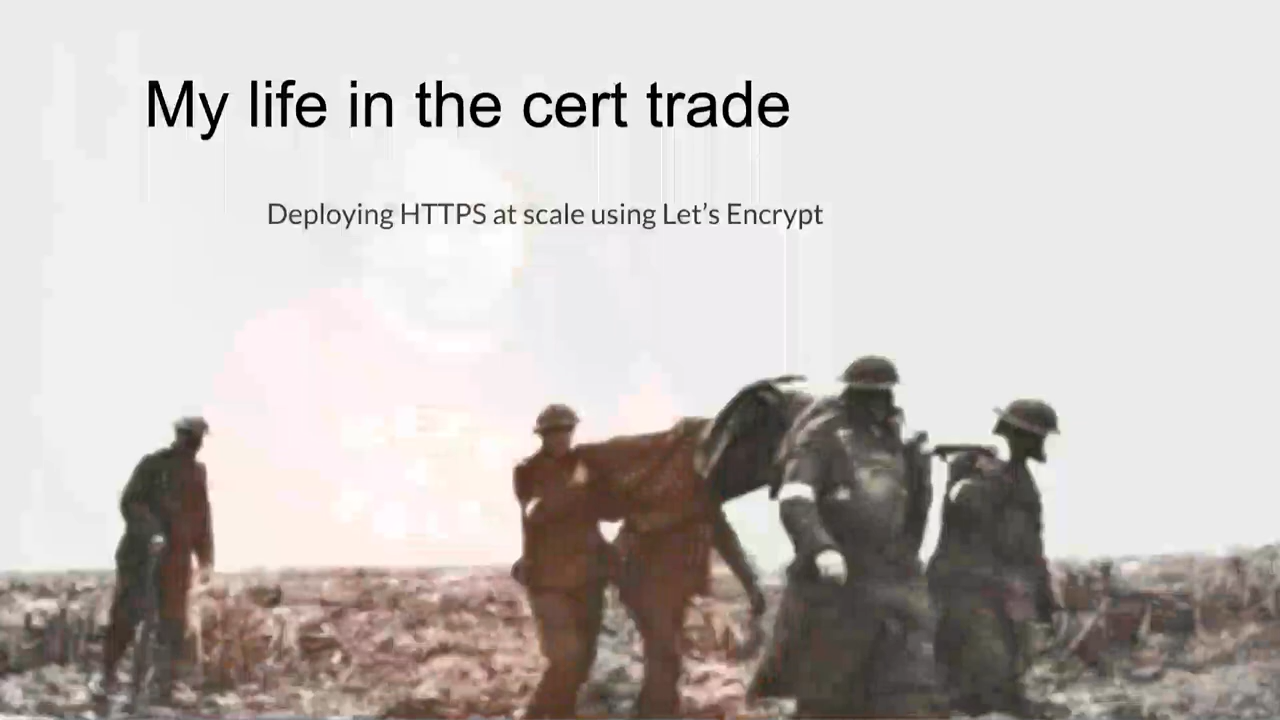 My life in the cert trade
Deploying HTTPS at scale using Let’s Encrypt